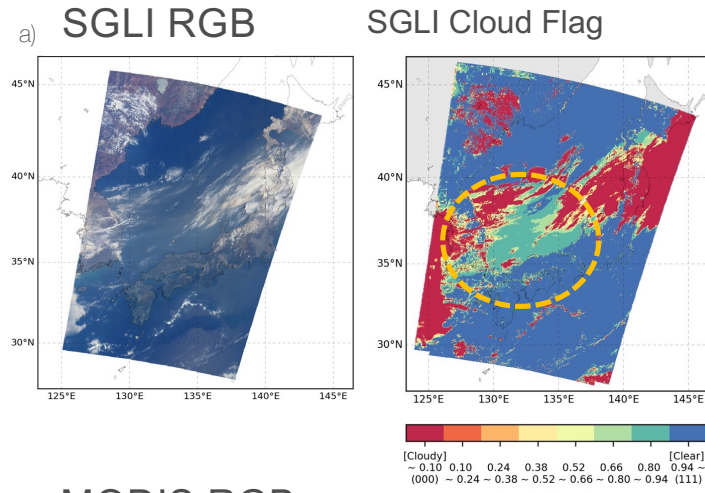 a) SGLI RGB
SGLI Cloud Flag
45°N
40°N
35°N
30°N
125°E 130°E 135°E 140°E 145°E
45°N
40°N
35°N
30°N
125°E 130°E 135°E 140°E 145°E
[Cloudy] [Clear]
~ 0.10 0.10 0.24 0.38 0.52 0.66 0.80 0.94 ~
(000) ~ 0.24 ~ 0.38 ~ 0.52 ~ 0.66 ~ 0.80 ~ 0.94 (111)
MODIS RGB